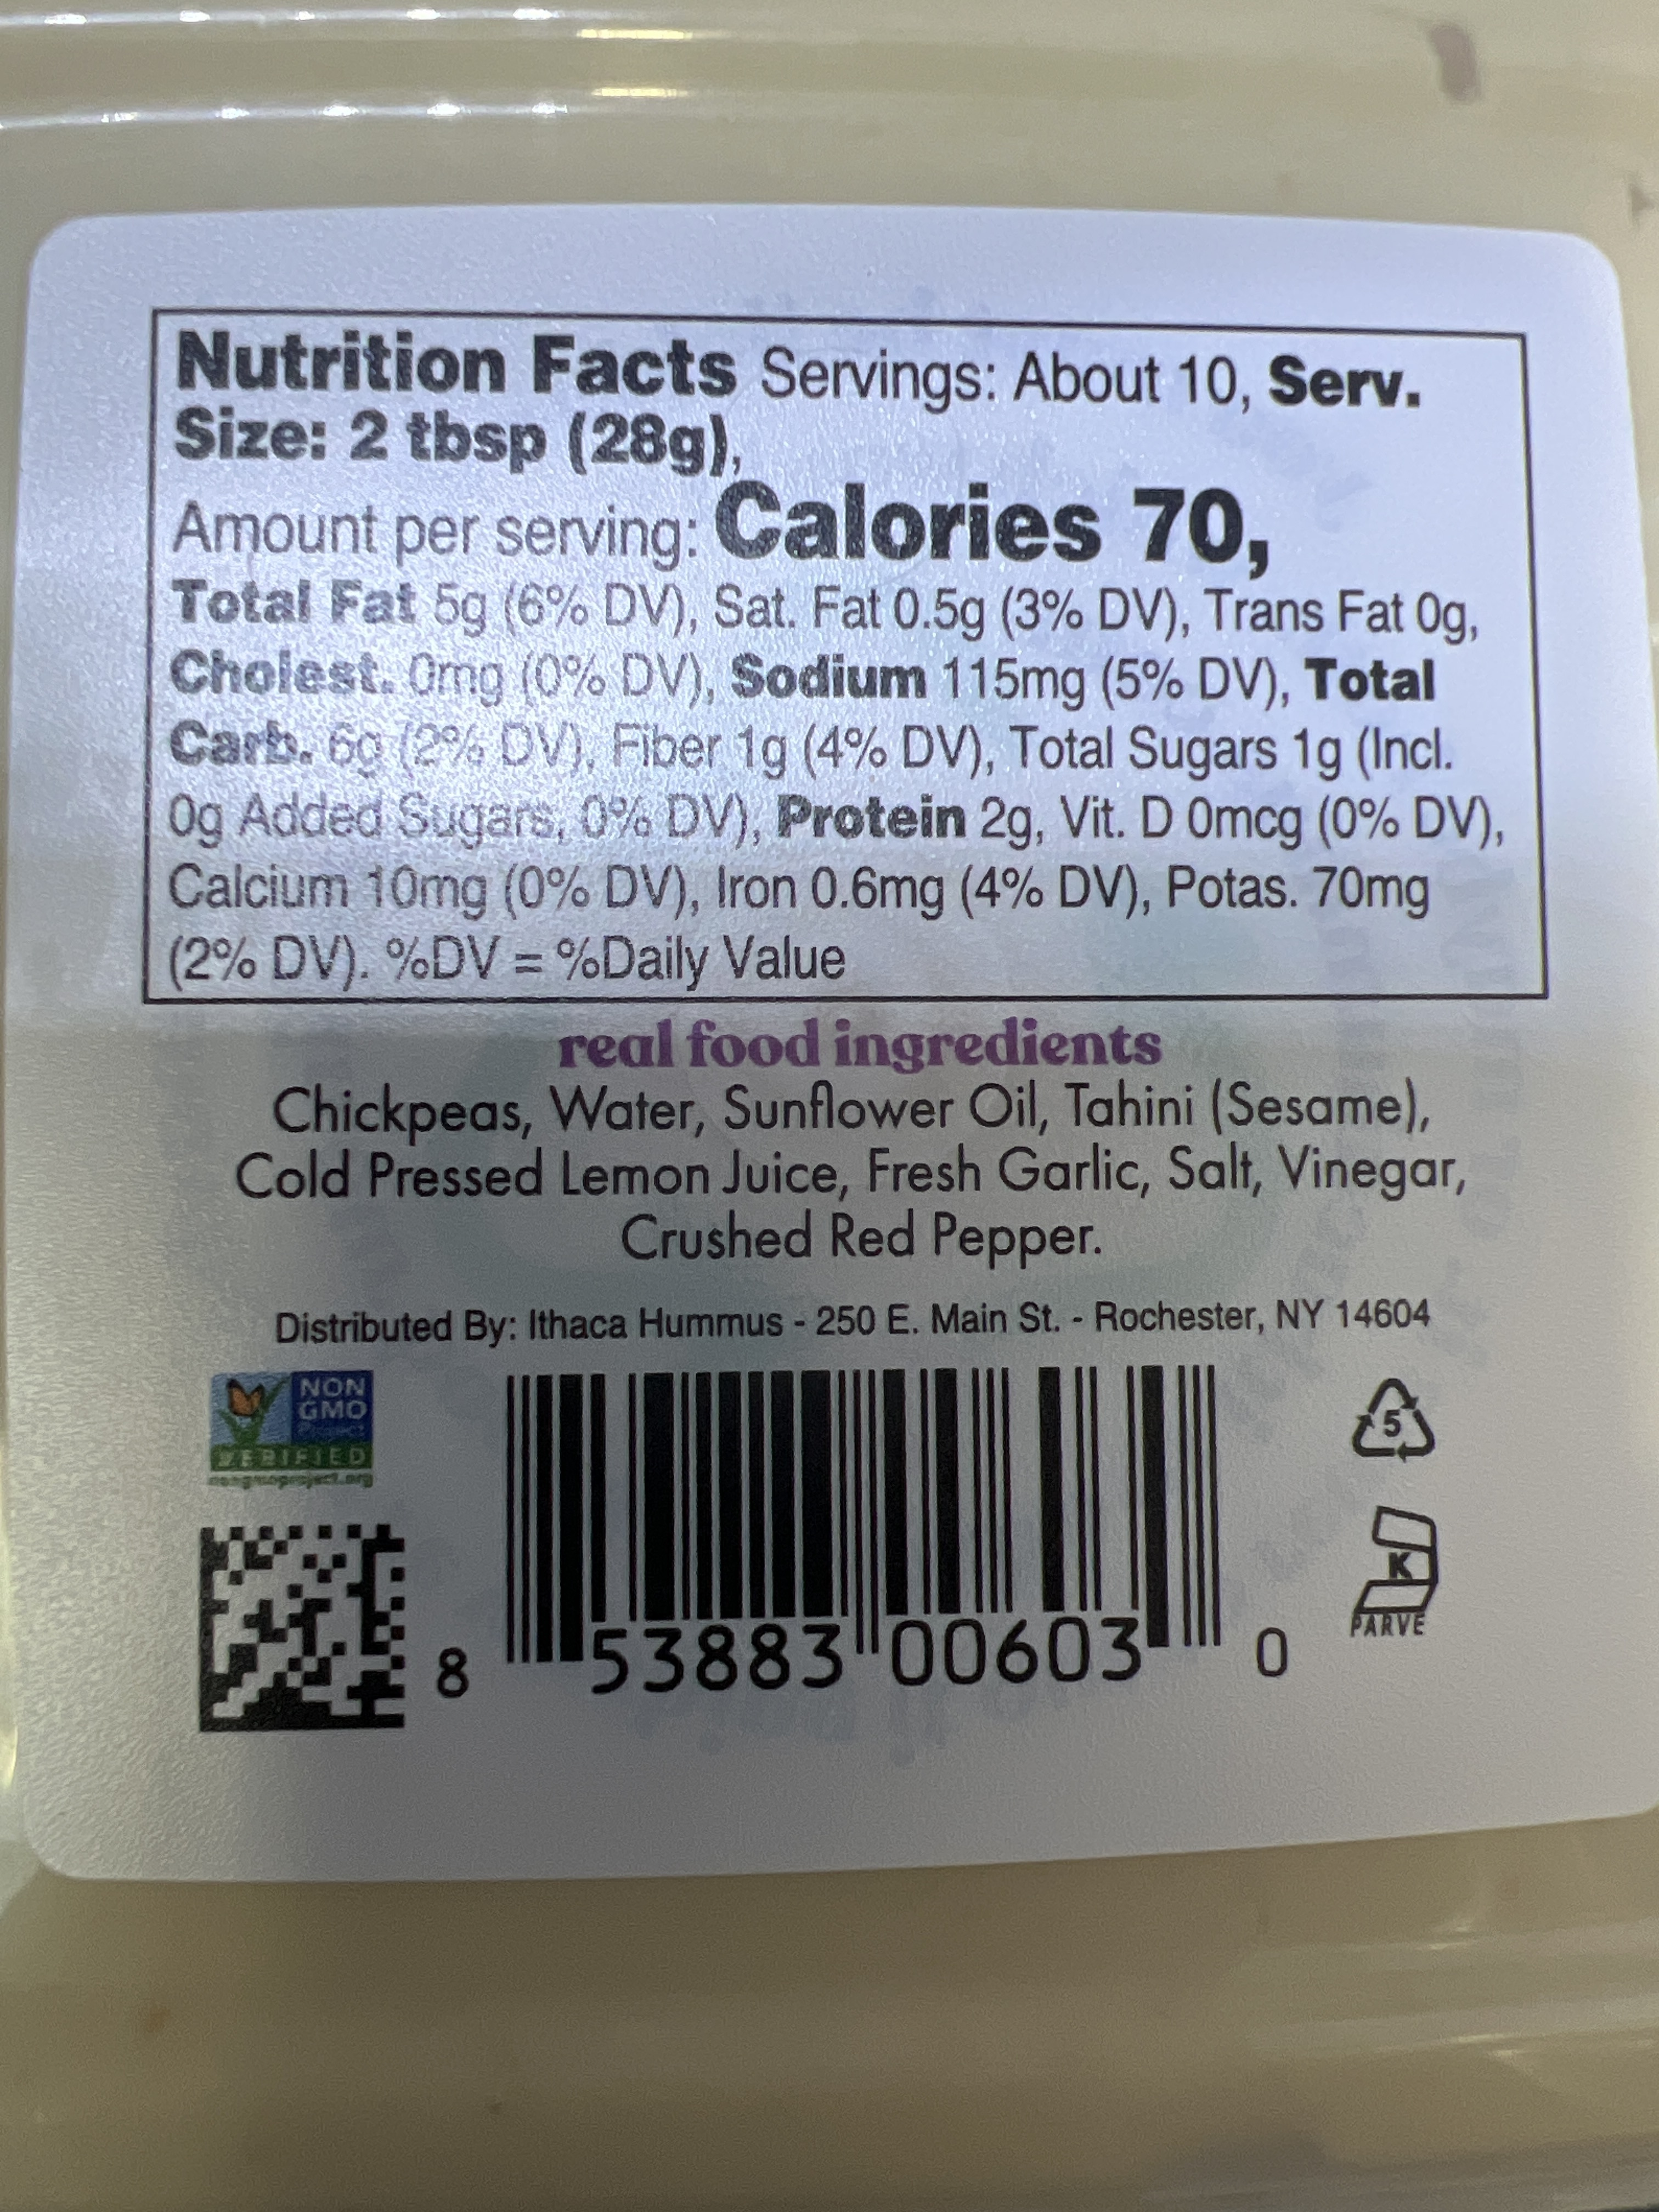 Nutrition Facts Servings: About 10, Serv.
Size: 2 tbsp (28g),
Amount per serving: Calories 70,
Total Fat 5g (6% DV), Sat. Fat 0.5g (3% DV), Trans Fat 0g,
Cholest. 0mg (0% DV), Sodium 115mg (5% DV), Total
Carb. 6g (2% DV), Fiber 1g (4% DV), Total Sugars 1g (Incl.
0g Added Sugars, 0% DV), Protein 2g, Vit. D 0mcg (0% DV),
Calcium 10mg (0% DV), Iron 0.6mg (4% DV), Potas. 70mg
(2% DV). %DV = %Daily Value
real food ingredients
Chickpeas, Water, Sunflower Oil, Tahini (Sesame),
Cold Pressed Lemon Juice, Fresh Garlic, Salt, Vinegar,
Crushed Red Pepper.
Distributed By: Ithaca Hummus - 250 E. Main St. - Rochester, NY 14604
NON
GMO
Project
VERIFIED
nongmoproject.org
5
K
PARVE
8 53883 00603 0